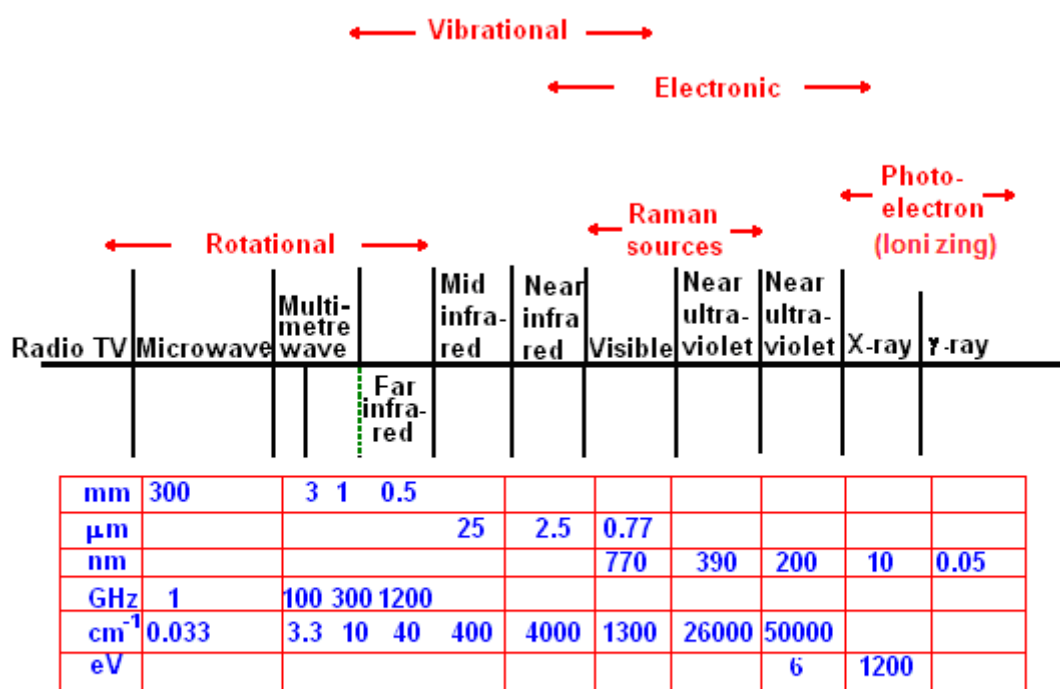 Vibrational
Electronic
Photo-
electron
(Ionizing)
Raman
sources
Rotational
Radio TV
Microwave
Multi-
metre
wave
Far
infra-
red
Mid
infra-
red
Near
infra
red
Visible
Near
ultra-
violet
Near
ultra-
violet
X-ray
γ-ray
mm 300 3 1 0.5
μm 25 2.5 0.77
nm 770 390 200 10 0.05
GHz 1 100 300 1200
cm⁻¹ 0.033 3.3 10 40 400 4000 1300 26000 50000
eV 6 1200